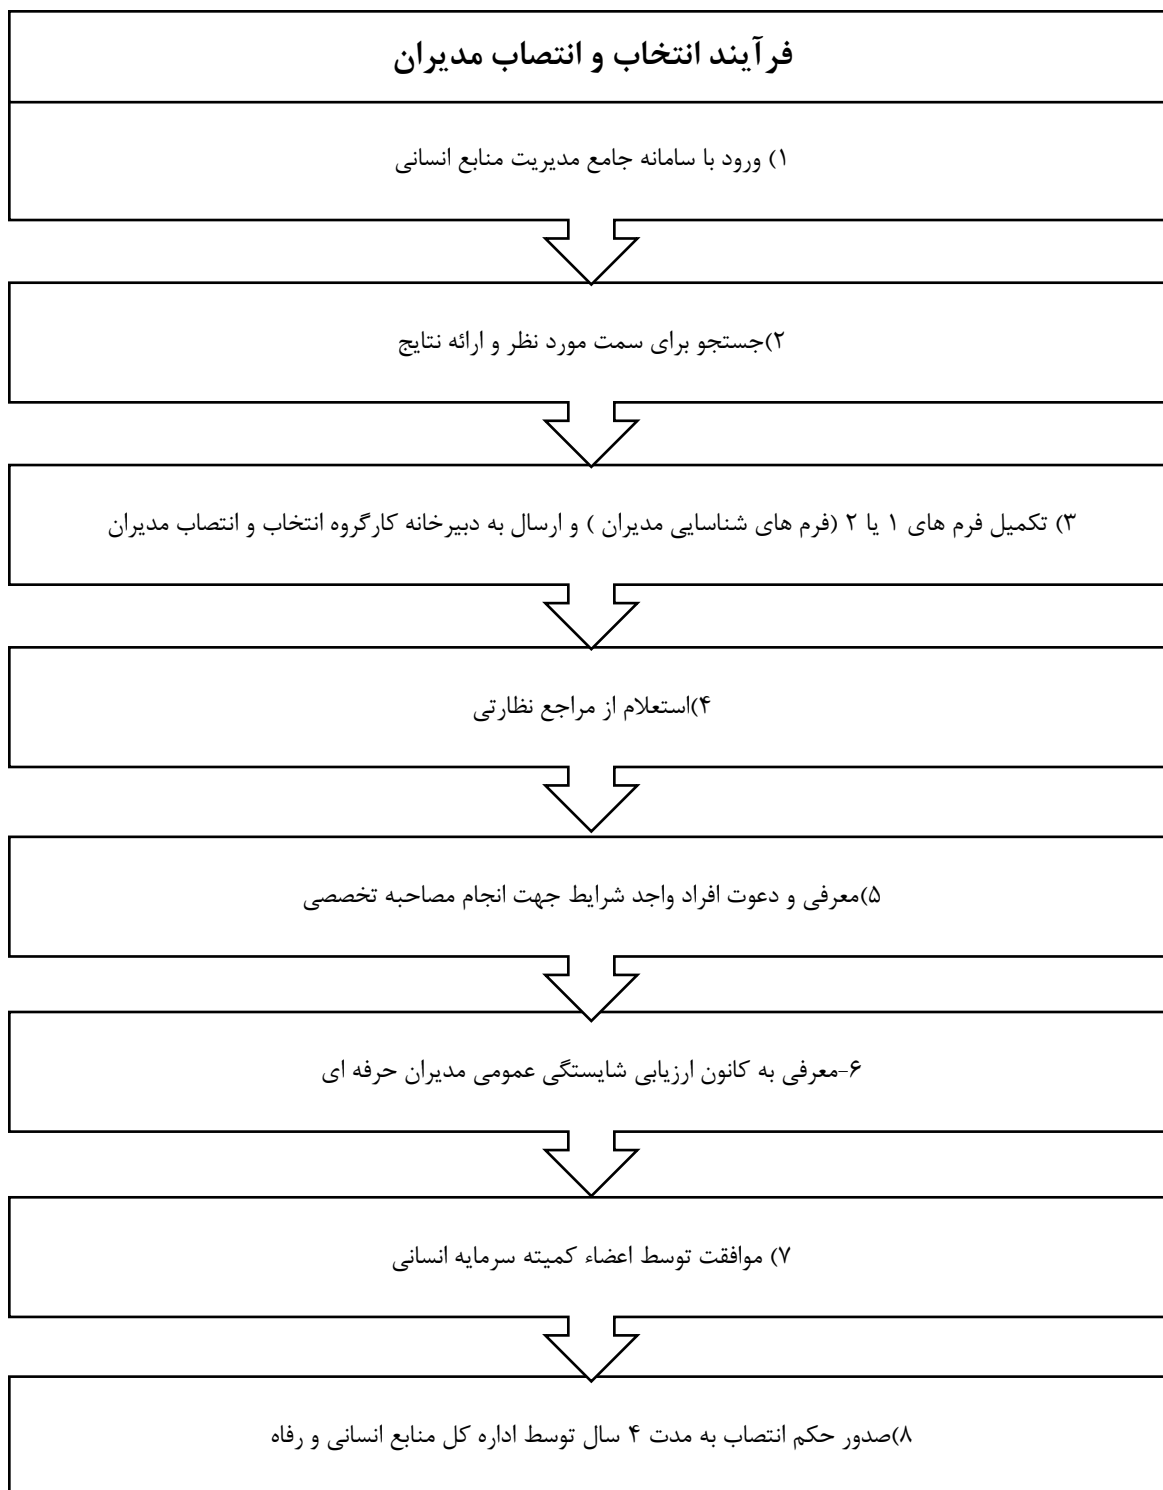 فرآیند انتخاب و انتصاب مدیران
۱) ورود با سامانه جامع مدیریت منابع انسانی
۲)جستجو برای سمت مورد نظر و ارائه نتایج
۳) تکمیل فرم های ۱ یا ۲ (فرم های شناسایی مدیران ) و ارسال به دبیرخانه کارگروه انتخاب و انتصاب مدیران
۴)استعلام از مراجع نظارتی
۵)معرفی و دعوت افراد واجد شرایط جهت انجام مصاحبه تخصصی
۶-معرفی به کانون ارزیابی شایستگی عمومی مدیران حرفه ای
۷) موافقت توسط اعضاء کمیته سرمایه انسانی
۸)صدور حکم انتصاب به مدت ۴ سال توسط اداره کل منابع انسانی و رفاه